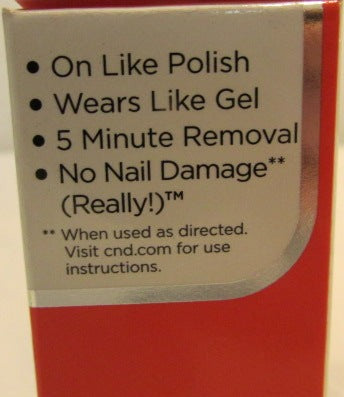 • On Like Polish
• Wears Like Gel
• 5 Minute Removal
• No Nail Damage**
(Really!)™
** When used as directed.
Visit cnd.com for use
instructions.